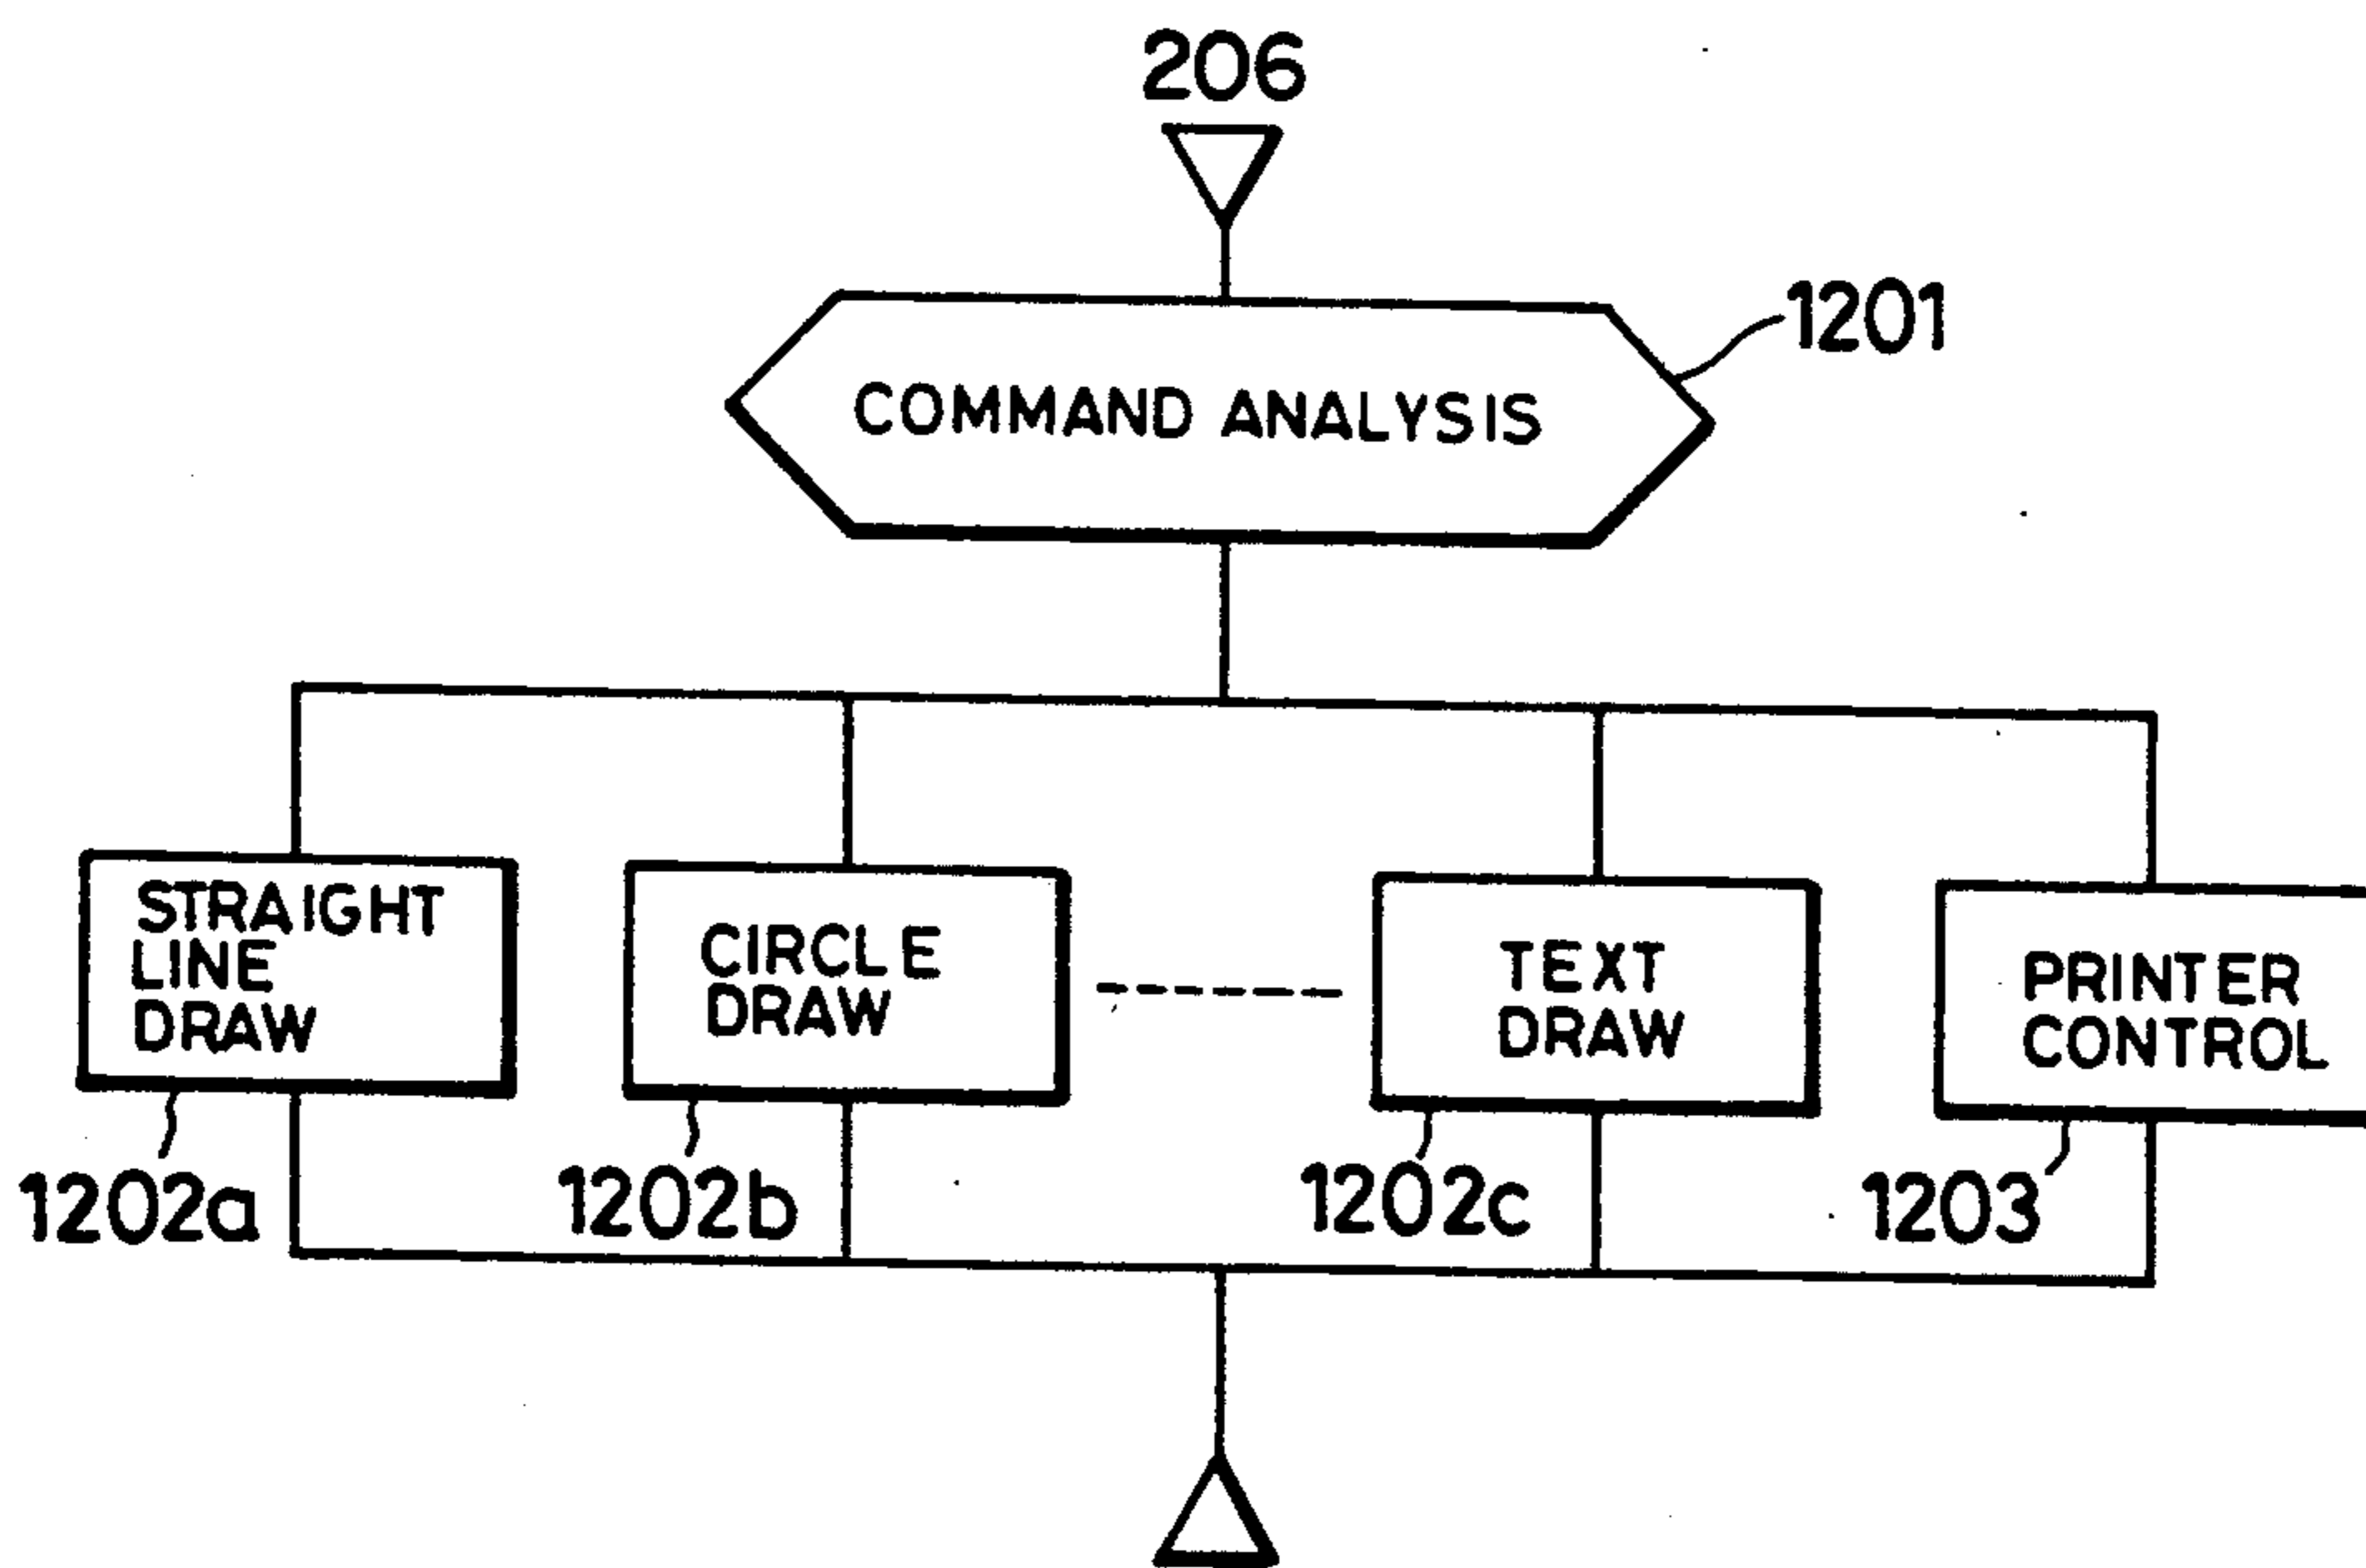 206
1201
COMMAND ANALYSIS
STRAIGHT
LINE
DRAW
CIRCLE
DRAW
TEXT
DRAW
PRINTER
CONTROL
1202a
1202b
1202c
1203